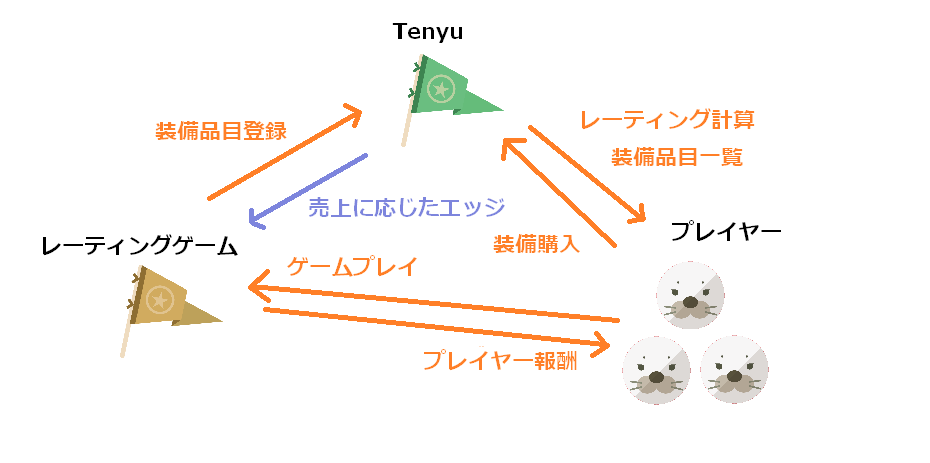 Tenyu
レーティング計算
装備品目登録
装備品目一覧
売上に応じたエッジ
プレイヤー
レーティングゲーム
装備購入
ゲームプレイ
プレイヤー報酬